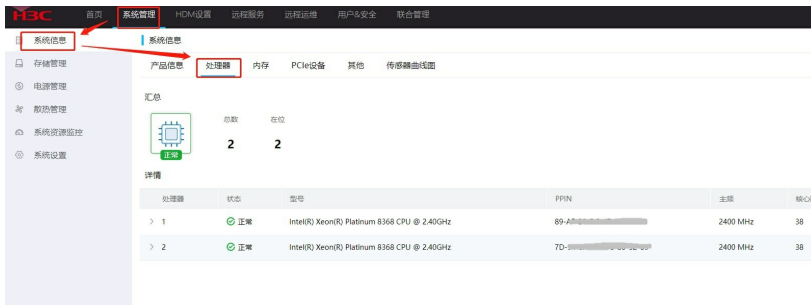 H3C 首页 系统管理 HDM设置 远程服务 远程运维 用户&安全 联合管理
系统信息
存储管理
电源管理
散热管理
系统资源监控
系统设置
系统信息
产品信息 处理器 内存 PCIe设备 其他 传感器曲线图
汇总
正常
总数 在位
2 2
详情
处理器 状态 型号 PPIN 主频
1 正常 Intel(R) Xeon(R) Platinum 8368 CPU @ 2.40GHz 2400 MHz 38
2 正常 Intel(R) Xeon(R) Platinum 8368 CPU @ 2.40GHz 2400 MHz 38